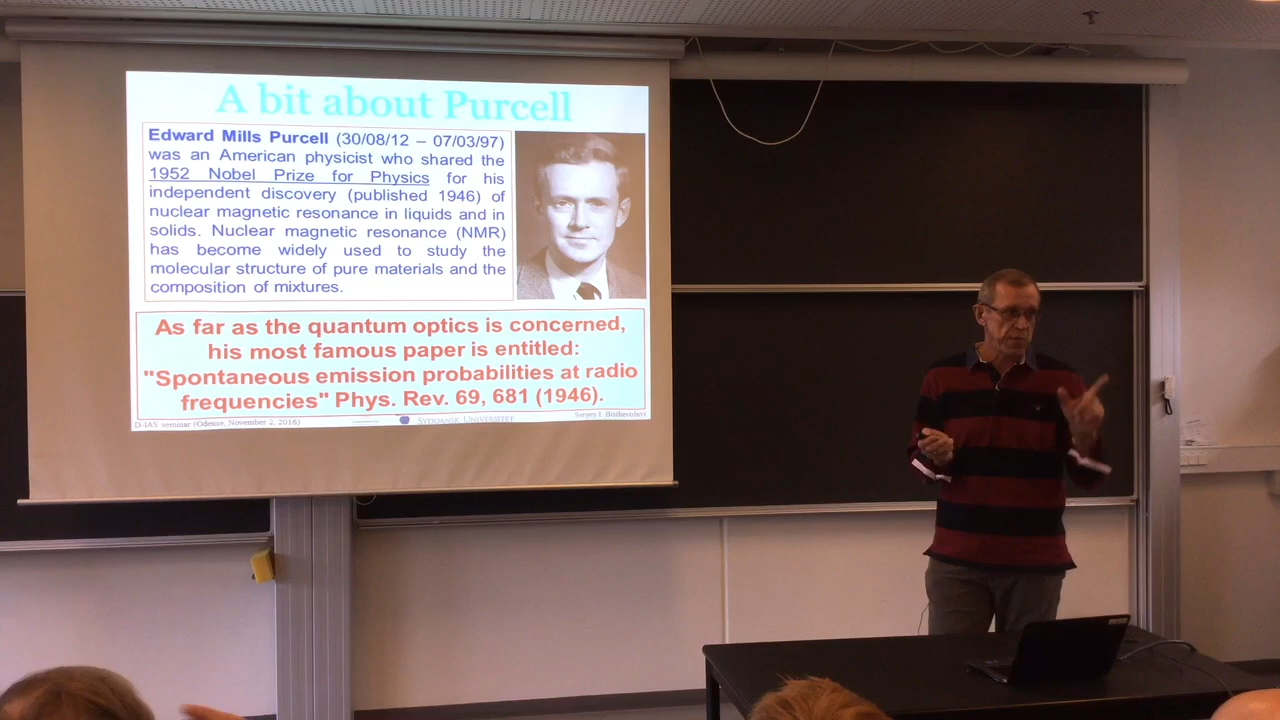 A bit about Purcell
Edward Mills Purcell (30/08/12 – 07/03/97)
was an American physicist who shared the
1952 Nobel Prize for Physics for his
independent discovery (published 1946) of
nuclear magnetic resonance in liquids and in
solids. Nuclear magnetic resonance (NMR)
has become widely used to study the
molecular structure of pure materials and the
composition of mixtures.
As far as the quantum optics is concerned,
his most famous paper is entitled:
"Spontaneous emission probabilities at radio
frequencies" Phys. Rev. 69, 681 (1946).
D-IAS seminar (Odense, November 2, 2016)
Syddansk Universitet
Sergey I. Bozhevolnyi